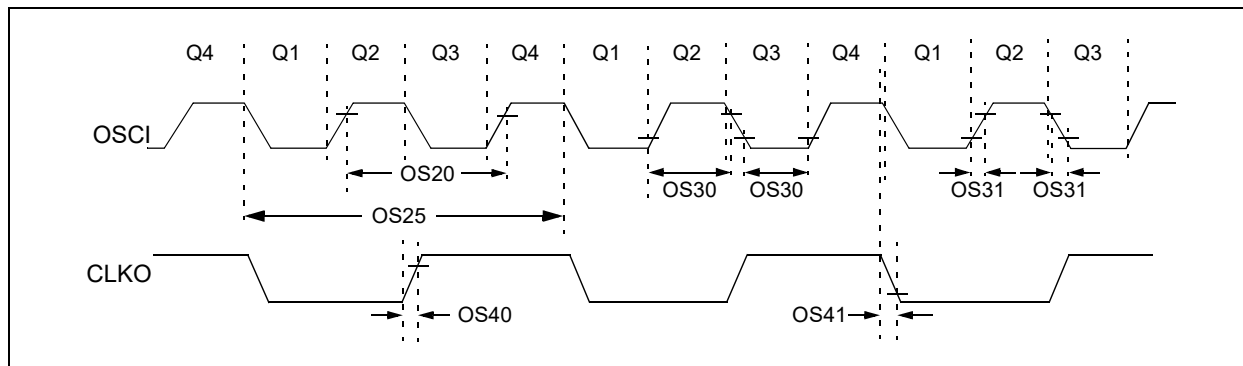 Q4 Q1 Q2 Q3 Q4 Q1 Q2 Q3 Q4 Q1 Q2 Q3
OSCI
OS20 OS30 OS30 OS31 OS31
OS25
CLKO
OS40 OS41